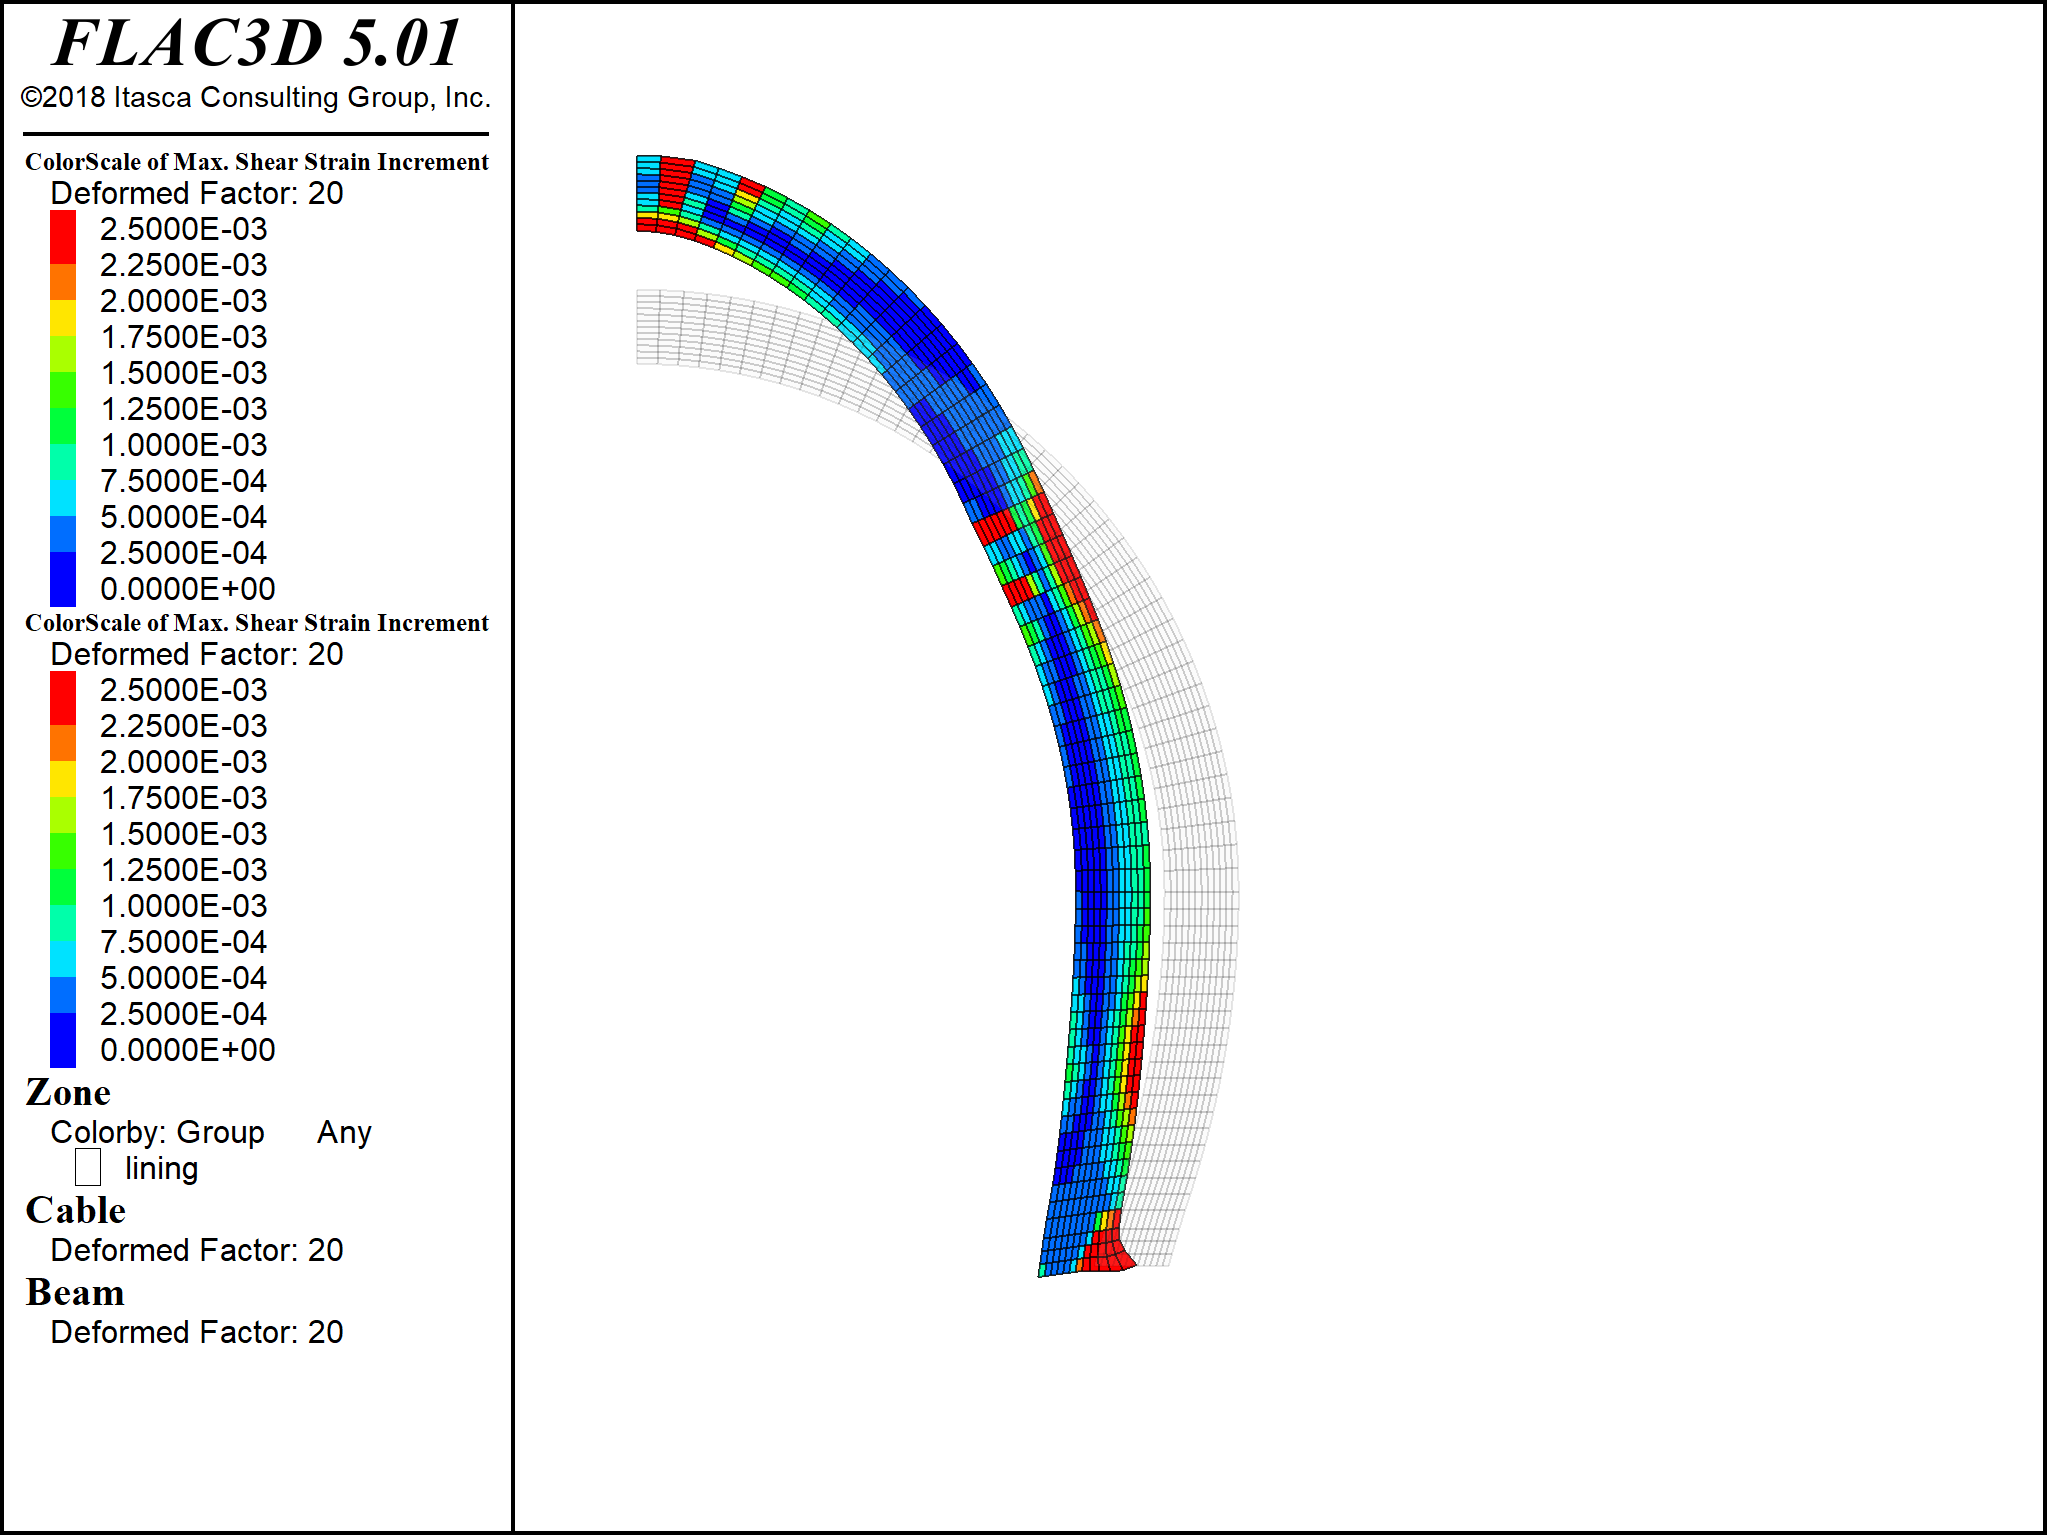 FLAC3D 5.01
©2018 Itasca Consulting Group, Inc.
ColorScale of Max. Shear Strain Increment
Deformed Factor: 20
2.5000E-03
2.2500E-03
2.0000E-03
1.7500E-03
1.5000E-03
1.2500E-03
1.0000E-03
7.5000E-04
5.0000E-04
2.5000E-04
0.0000E+00
ColorScale of Max. Shear Strain Increment
Deformed Factor: 20
2.5000E-03
2.2500E-03
2.0000E-03
1.7500E-03
1.5000E-03
1.2500E-03
1.0000E-03
7.5000E-04
5.0000E-04
2.5000E-04
0.0000E+00
Zone
Colorby: Group Any
lining
Cable
Deformed Factor: 20
Beam
Deformed Factor: 20